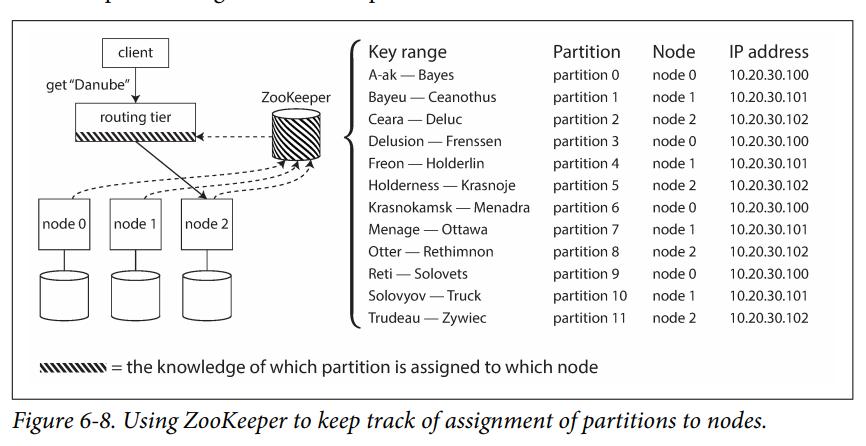 client
get “Danube”
routing tier
ZooKeeper
node 0
node 1
node 2
Key range Partition Node IP address
A-ak — Bayes partition 0 node 0 10.20.30.100
Bayeu — Ceanothus partition 1 node 1 10.20.30.101
Ceara — Deluc partition 2 node 2 10.20.30.102
Delusion — Frenssen partition 3 node 0 10.20.30.100
Freon — Holderlin partition 4 node 1 10.20.30.101
Holderness — Krasnoje partition 5 node 2 10.20.30.102
Krasnokamsk — Menadra partition 6 node 0 10.20.30.100
Menage — Ottawa partition 7 node 1 10.20.30.101
Otter — Rethimnon partition 8 node 2 10.20.30.102
Reti — Solovets partition 9 node 0 10.20.30.100
Solovyov — Truck partition 10 node 1 10.20.30.101
Trudeau — Zywiec partition 11 node 2 10.20.30.102
= the knowledge of which partition is assigned to which node
Figure 6-8. Using ZooKeeper to keep track of assignment of partitions to nodes.